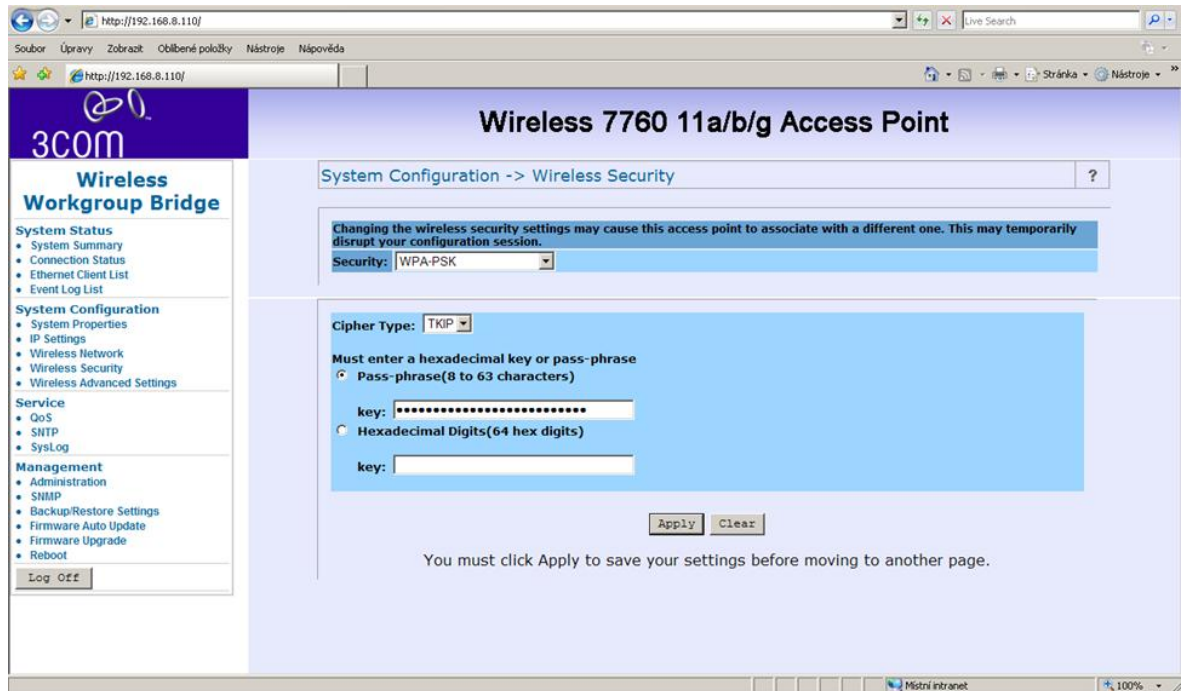 http://192.168.8.110/
Live Search
Soubor Úpravy Zobrazit Oblíbené položky Nástroje Nápověda
http://192.168.8.110/
Stránka Nástroje »
3com
Wireless 7760 11a/b/g Access Point
Wireless
Workgroup Bridge
System Status
System Summary
Connection Status
Ethernet Client List
Event Log List
System Configuration
System Properties
IP Settings
Wireless Network
Wireless Security
Wireless Advanced Settings
Service
QoS
SNTP
SysLog
Management
Administration
SNMP
Backup/Restore Settings
Firmware Auto Update
Firmware Upgrade
Reboot
Log Off
System Configuration -> Wireless Security ?
Changing the wireless security settings may cause this access point to associate with a different one. This may temporarily
disrupt your configuration session.
Security: WPA-PSK
Cipher Type: TKIP
Must enter a hexadecimal key or pass-phrase
Pass-phrase(8 to 63 characters)
key: ••••••••••••••••••••••••••
Hexadecimal Digits(64 hex digits)
key:
Apply Clear
You must click Apply to save your settings before moving to another page.
Místní intranet 100%